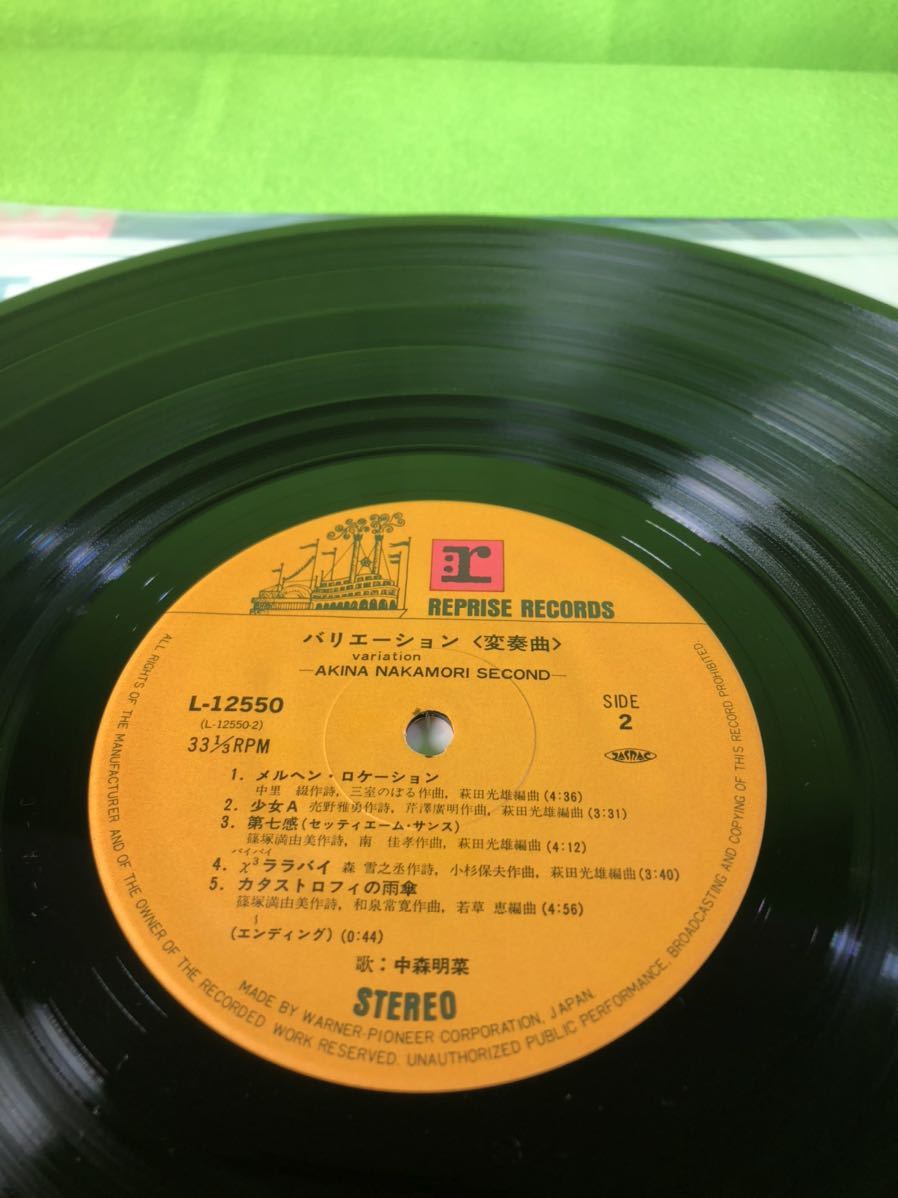 r
REPRISE RECORDS
バリエーション〈変奏曲〉
variation
—AKINA NAKAMORI SECOND—
L-12550
(L-12550-2)
33⅓RPM
SIDE
2
JASRAC
1. メルヘン・ロケーション
中里 綴作詩, 三室のぼる作曲, 萩田光雄編曲 (4:36)
2. 少女A 売野雅勇作詩, 芹澤廣明作曲, 萩田光雄編曲 (3:31)
3. 第七感(セッティエーム・サンス)
篠塚満由美作詩, 南 佳孝作曲, 萩田光雄編曲 (4:12)
バイバイ
4. χ³ララバイ 森 雪之丞作詩, 小杉保夫作曲, 萩田光雄編曲 (3:40)
5. カタストロフィの雨傘
篠塚満由美作詩, 和泉常寛作曲, 若草 恵編曲 (4:56)
〜
(エンディング) (0:44)
歌: 中森明菜
STEREO
MADE BY WARNER-PIONEER CORPORATION, JAPAN.
ALL RIGHTS OF THE MANUFACTURER AND OF THE OWNER OF THE RECORDED WORK RESERVED. UNAUTHORIZED PUBLIC PERFORMANCE, BROADCASTING AND COPYING OF THIS RECORD PROHIBITED.